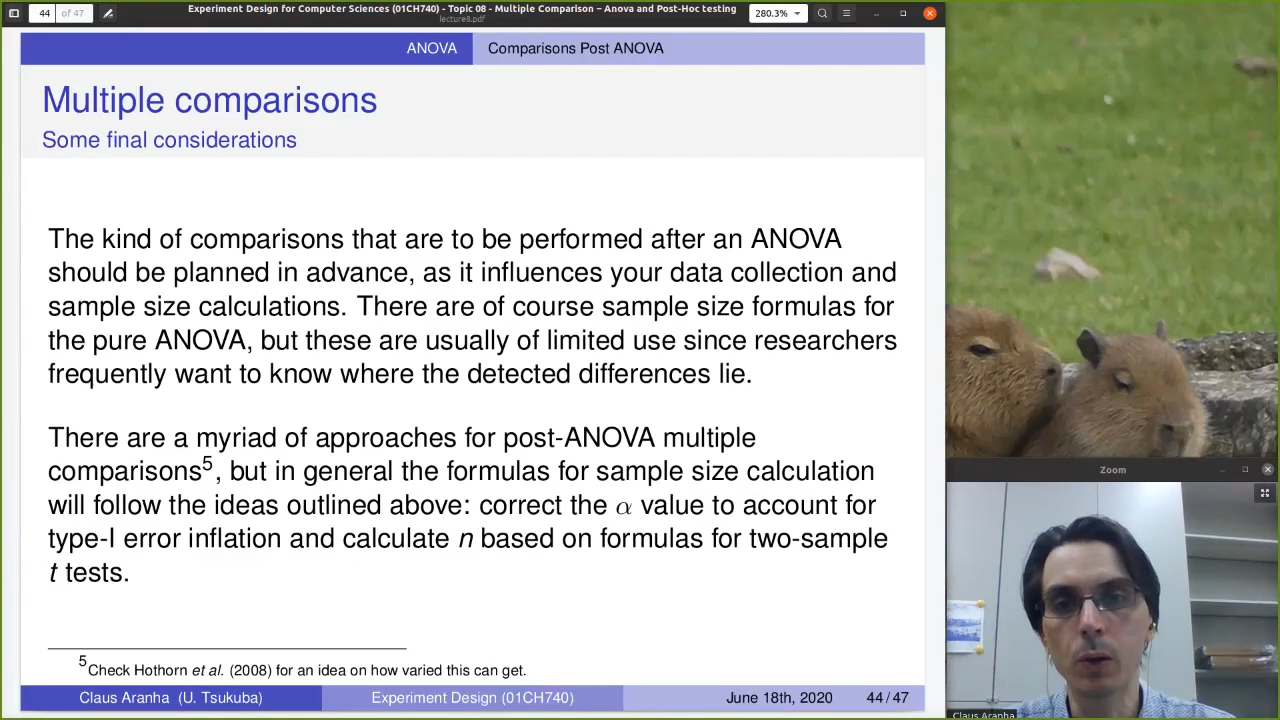 44 of 47
Experiment Design for Computer Sciences (01CH740) - Topic 08 - Multiple Comparison – Anova and Post-Hoc testing
lecture8.pdf
280.3%
ANOVA
Comparisons Post ANOVA
Multiple comparisons
Some final considerations
The kind of comparisons that are to be performed after an ANOVA
should be planned in advance, as it influences your data collection and
sample size calculations. There are of course sample size formulas for
the pure ANOVA, but these are usually of limited use since researchers
frequently want to know where the detected differences lie.
There are a myriad of approaches for post-ANOVA multiple
comparisons5, but in general the formulas for sample size calculation
will follow the ideas outlined above: correct the α value to account for
type-I error inflation and calculate n based on formulas for two-sample
t tests.
5Check Hothorn et al. (2008) for an idea on how varied this can get.
Claus Aranha (U. Tsukuba)
Experiment Design (01CH740)
June 18th, 2020
44 / 47
Zoom
Claus Aranha